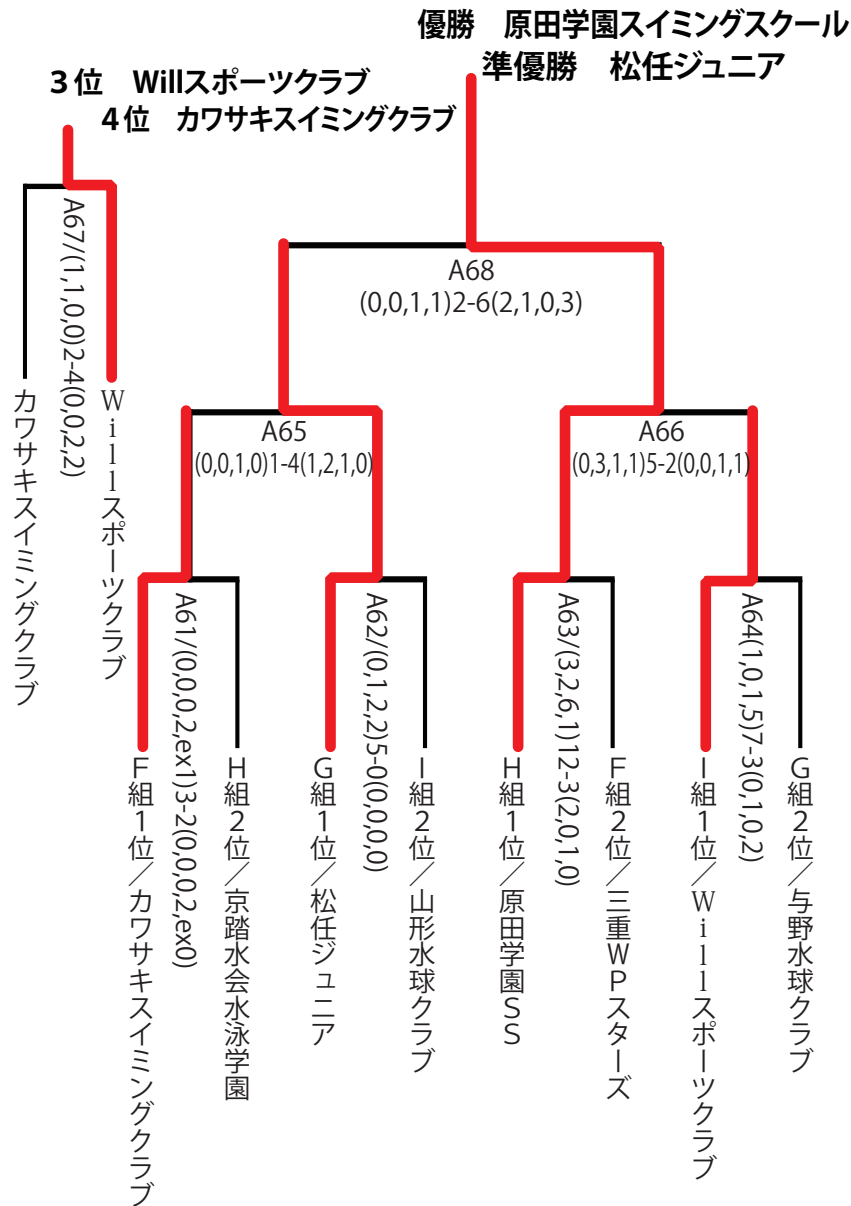 優勝　原田学園スイミングスクール
準優勝　松任ジュニア
３位　Willスポーツクラブ
４位　カワサキスイミングクラブ
A67/(1,1,0,0)2-4(0,0,2,2)
カワサキスイミングクラブ
Ｗｉｌｌスポーツクラブ
A68
(0,0,1,1)2-6(2,1,0,3)
A65
(0,0,1,0)1-4(1,2,1,0)
A66
(0,3,1,1)5-2(0,0,1,1)
A61/(0,0,0,2,ex1)3-2(0,0,0,2,ex0)
A62/(0,1,2,2)5-0(0,0,0,0)
A63/(3,2,6,1)12-3(2,0,1,0)
A64(1,0,1,5)7-3(0,1,0,2)
Ｆ組１位／カワサキスイミングクラブ
Ｈ組２位／京踏水会水泳学園
Ｇ組１位／松任ジュニア
Ｉ組２位／山形水球クラブ
Ｈ組１位／原田学園ＳＳ
Ｆ組２位／三重ＷＰスターズ
Ｉ組１位／Ｗｉｌｌスポーツクラブ
Ｇ組２位／与野水球クラブ